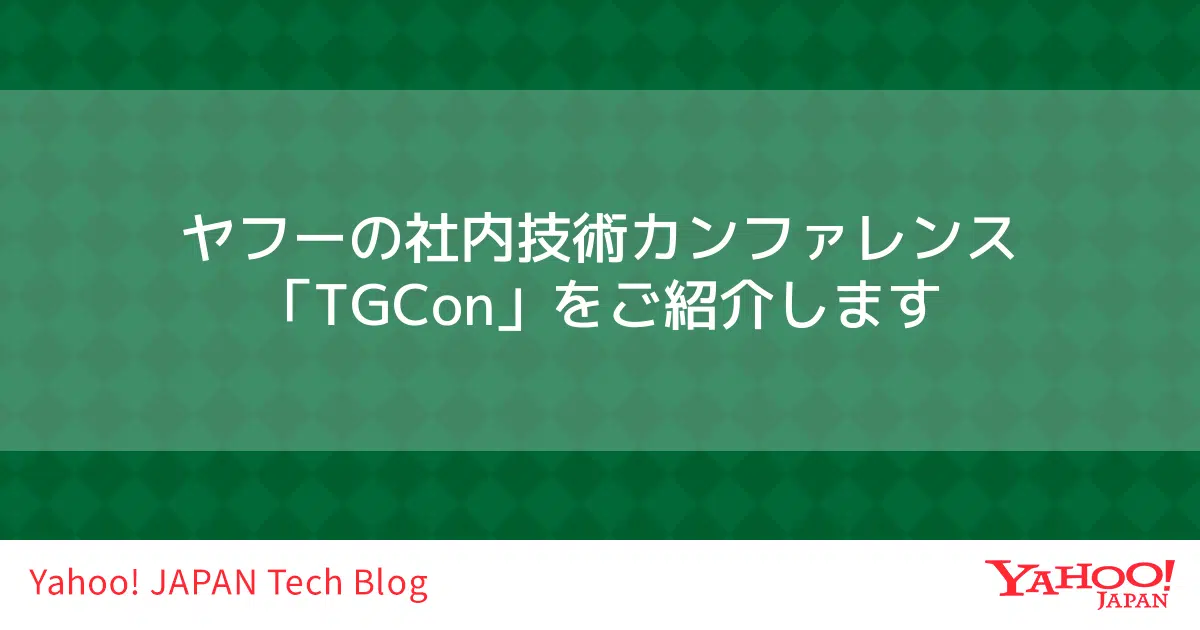 ヤフーの社内技術カンファレンス
「TGCon」をご紹介します
Yahoo! JAPAN Tech Blog
YAHOO!
JAPAN